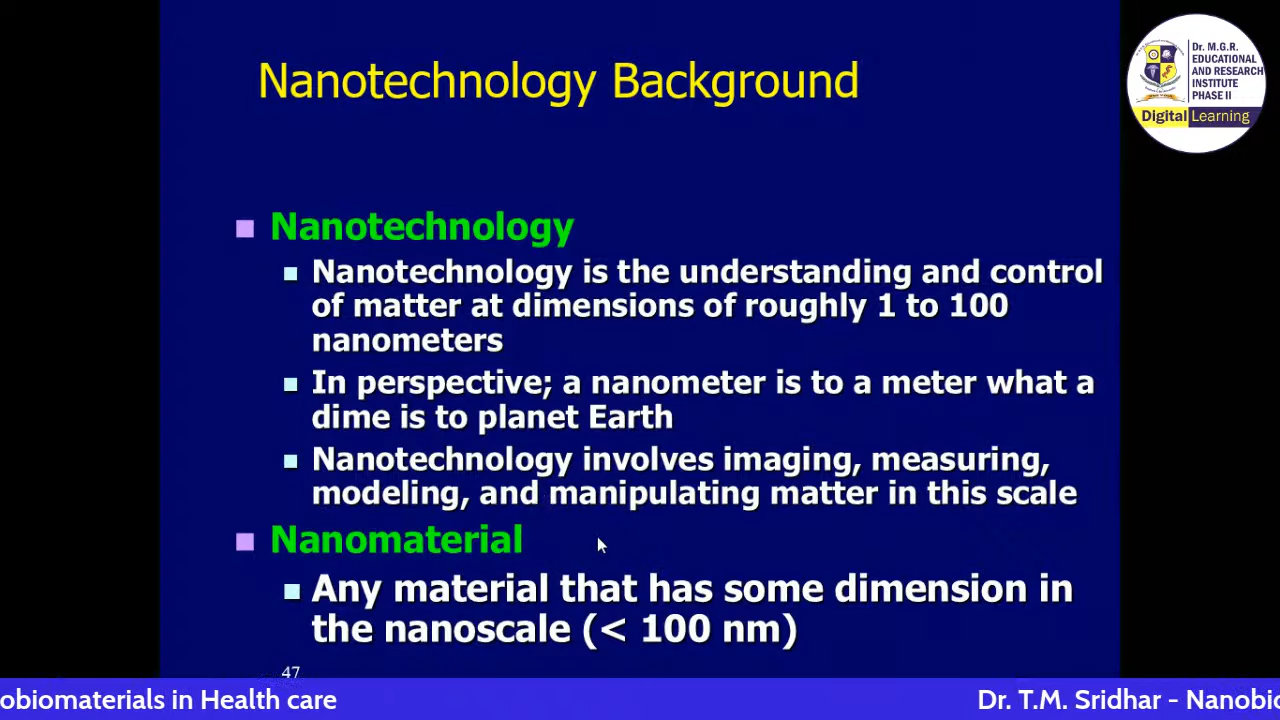 Nanotechnology Background
Dr. M.G.R.
EDUCATIONAL
AND RESEARCH
INSTITUTE
PHASE II
Digital Learning
Nanotechnology
Nanotechnology is the understanding and control
of matter at dimensions of roughly 1 to 100
nanometers
In perspective; a nanometer is to a meter what a
dime is to planet Earth
Nanotechnology involves imaging, measuring,
modeling, and manipulating matter in this scale
Nanomaterial
Any material that has some dimension in
the nanoscale (< 100 nm)
47
obiomaterials in Health care
Dr. T.M. Sridhar - Nanobio